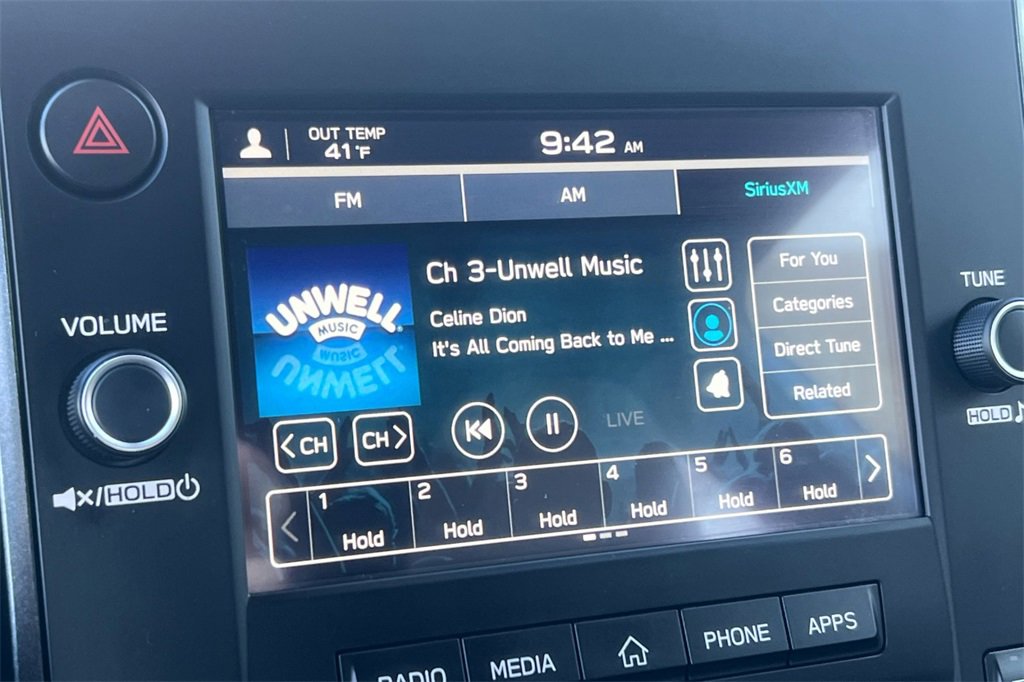 OUT TEMP
41°F
9:42 AM
FM
AM
SiriusXM
UNWELL
MUSIC
MUSIC
UNWELL
Ch 3-Unwell Music
Celine Dion
It's All Coming Back to Me ...
For You
Categories
Direct Tune
Related
< CH
CH >
LIVE
1
Hold
2
Hold
3
Hold
4
Hold
5
Hold
6
Hold
VOLUME
×/HOLD
TUNE
HOLD
RADIO
MEDIA
PHONE
APPS